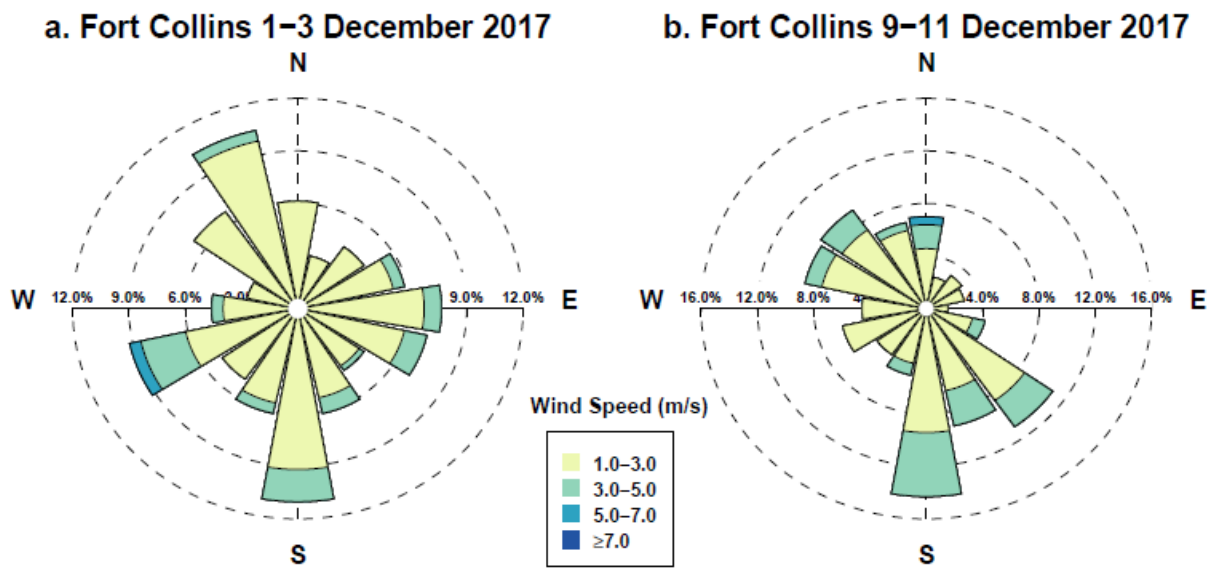 a. Fort Collins 1−3 December 2017
N
W
12.0%
9.0%
6.0%
9.0%
12.0%
E
S
b. Fort Collins 9−11 December 2017
N
W
16.0%
12.0%
8.0%
4.0%
8.0%
12.0%
16.0%
E
S
Wind Speed (m/s)
1.0−3.0
3.0−5.0
5.0−7.0
≥7.0